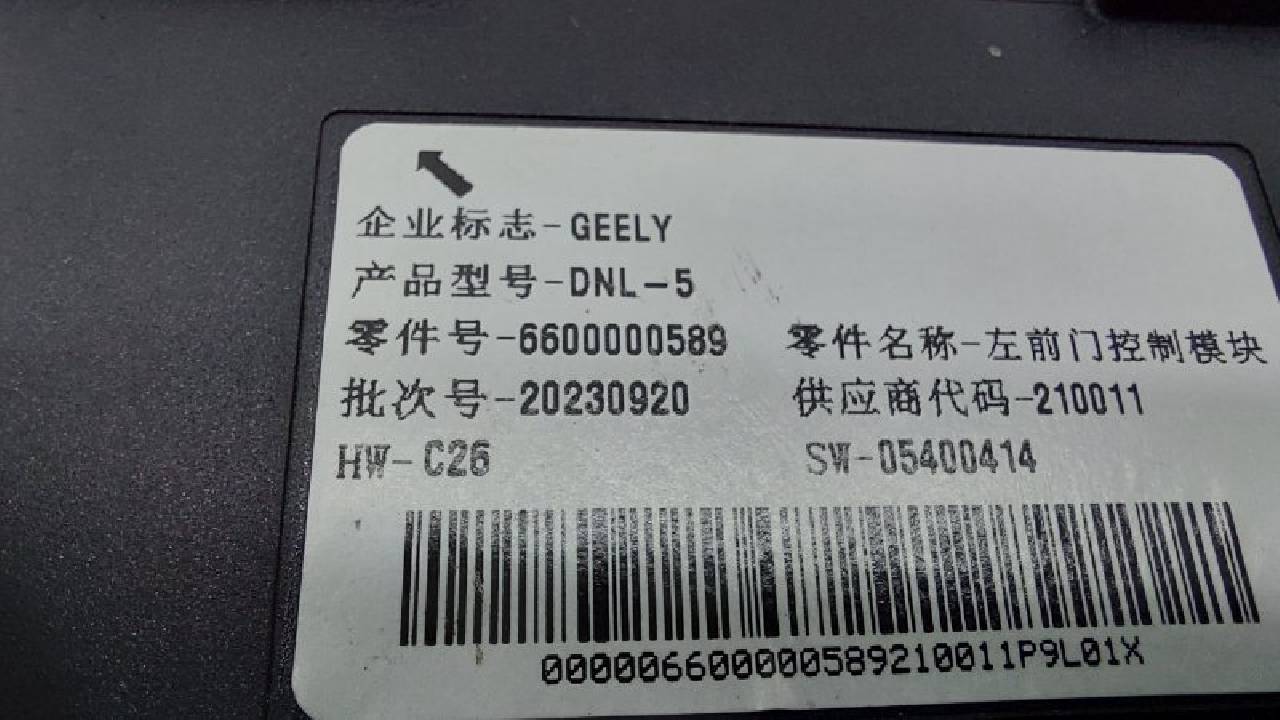 企业标志-GEELY
产品型号-DNL-5
零件号-6600000589 零件名称-左前门控制模块
批次号-20230920 供应商代码-210011
HW-C26 SW-05400414
0000066000000589210011P9L01X